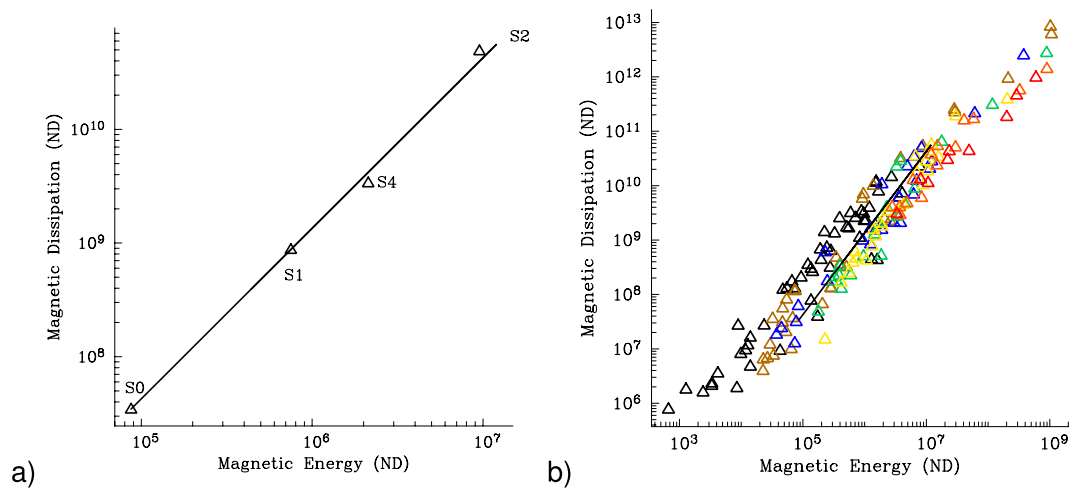 S2
10^10
S4
10^9
S1
10^8
S0
10^5 10^6 10^7
Magnetic Energy (ND)
Magnetic Dissipation (ND)
a)
10^13
10^12
10^11
10^10
10^9
10^8
10^7
10^6
10^3 10^5 10^7 10^9
Magnetic Energy (ND)
Magnetic Dissipation (ND)
b)